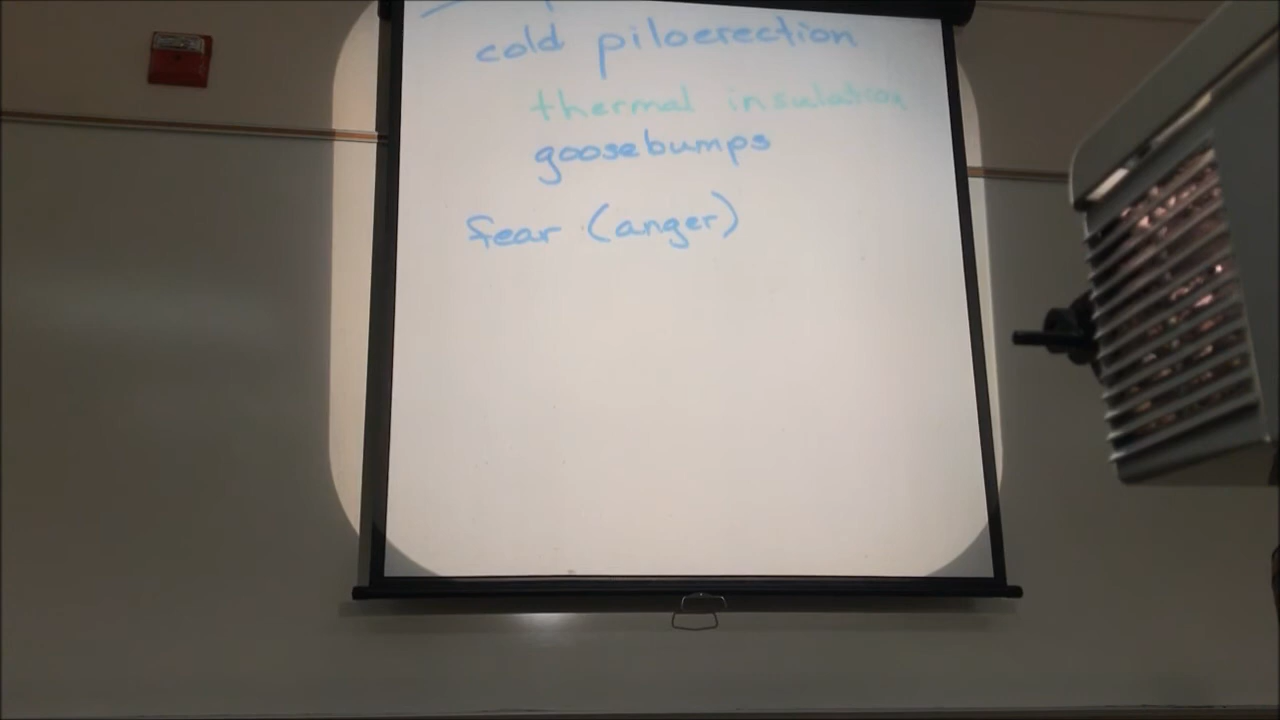 cold piloerection
thermal insulation
goosebumps
fear (anger)